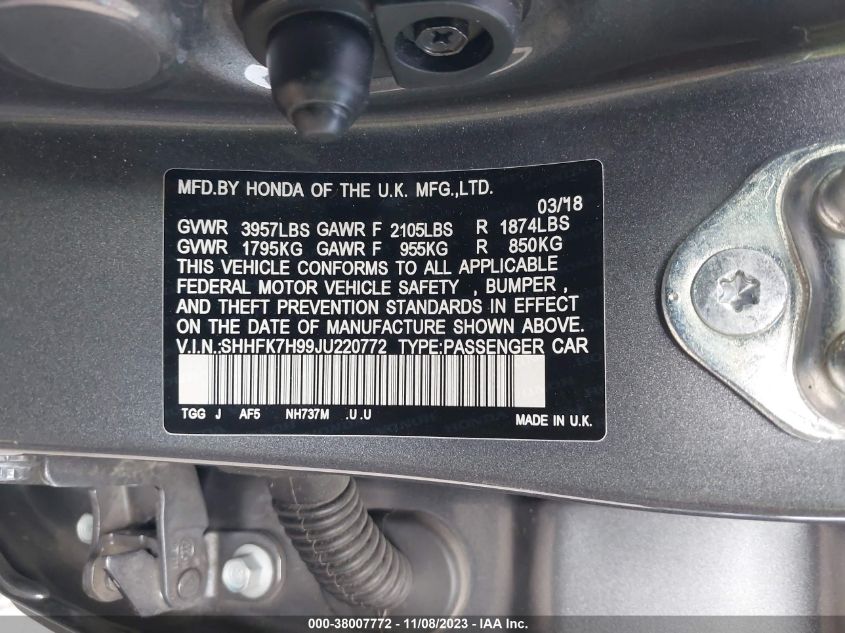 MFD.BY HONDA OF THE U.K. MFG.,LTD.
03/18
GVWR 3957LBS GAWR F 2105LBS R 1874LBS
GVWR 1795KG GAWR F 955KG R 850KG
THIS VEHICLE CONFORMS TO ALL APPLICABLE
FEDERAL MOTOR VEHICLE SAFETY , BUMPER ,
AND THEFT PREVENTION STANDARDS IN EFFECT
ON THE DATE OF MANUFACTURE SHOWN ABOVE.
V.I.N.:SHHFK7H99JU220772 TYPE:PASSENGER CAR
TGG J AF5 NH737M .U.U
MADE IN U.K.
000-38007772 - 11/08/2023 - IAA Inc.